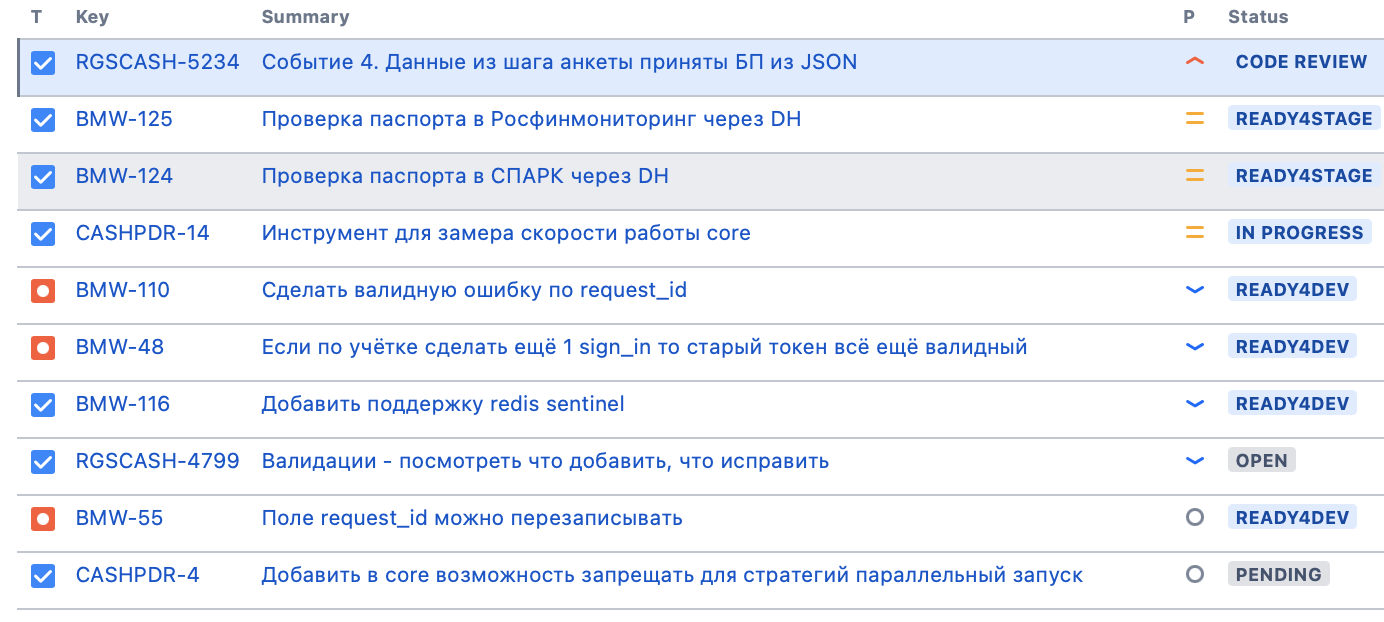 T Key Summary P Status
RGSCASH-5234 Событие 4. Данные из шага анкеты приняты БП из JSON CODE REVIEW
BMW-125 Проверка паспорта в Росфинмониторинг через DH READY4STAGE
BMW-124 Проверка паспорта в СПАРК через DH READY4STAGE
CASHPDR-14 Инструмент для замера скорости работы core IN PROGRESS
BMW-110 Сделать валидную ошибку по request_id READY4DEV
BMW-48 Если по учётке сделать ещё 1 sign_in то старый токен всё ещё валидный READY4DEV
BMW-116 Добавить поддержку redis sentinel READY4DEV
RGSCASH-4799 Валидации - посмотреть что добавить, что исправить OPEN
BMW-55 Поле request_id можно перезаписывать READY4DEV
CASHPDR-4 Добавить в core возможность запрещать для стратегий параллельный запуск PENDING